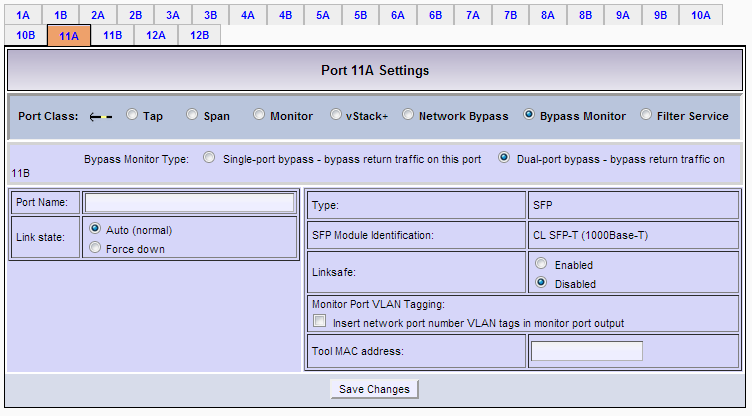 1A 1B 2A 2B 3A 3B 4A 4B 5A 5B 6A 6B 7A 7B 8A 8B 9A 9B 10A
10B 11A 11B 12A 12B
Port 11A Settings
Port Class: Tap Span Monitor vStack+ Network Bypass Bypass Monitor Filter Service
Bypass Monitor Type: Single-port bypass - bypass return traffic on this port Dual-port bypass - bypass return traffic on
11B
Port Name:
Link state: Auto (normal)
Force down
Type: SFP
SFP Module Identification: CL SFP-T (1000Base-T)
Linksafe: Enabled
Disabled
Monitor Port VLAN Tagging:
Insert network port number VLAN tags in monitor port output
Tool MAC address:
Save Changes